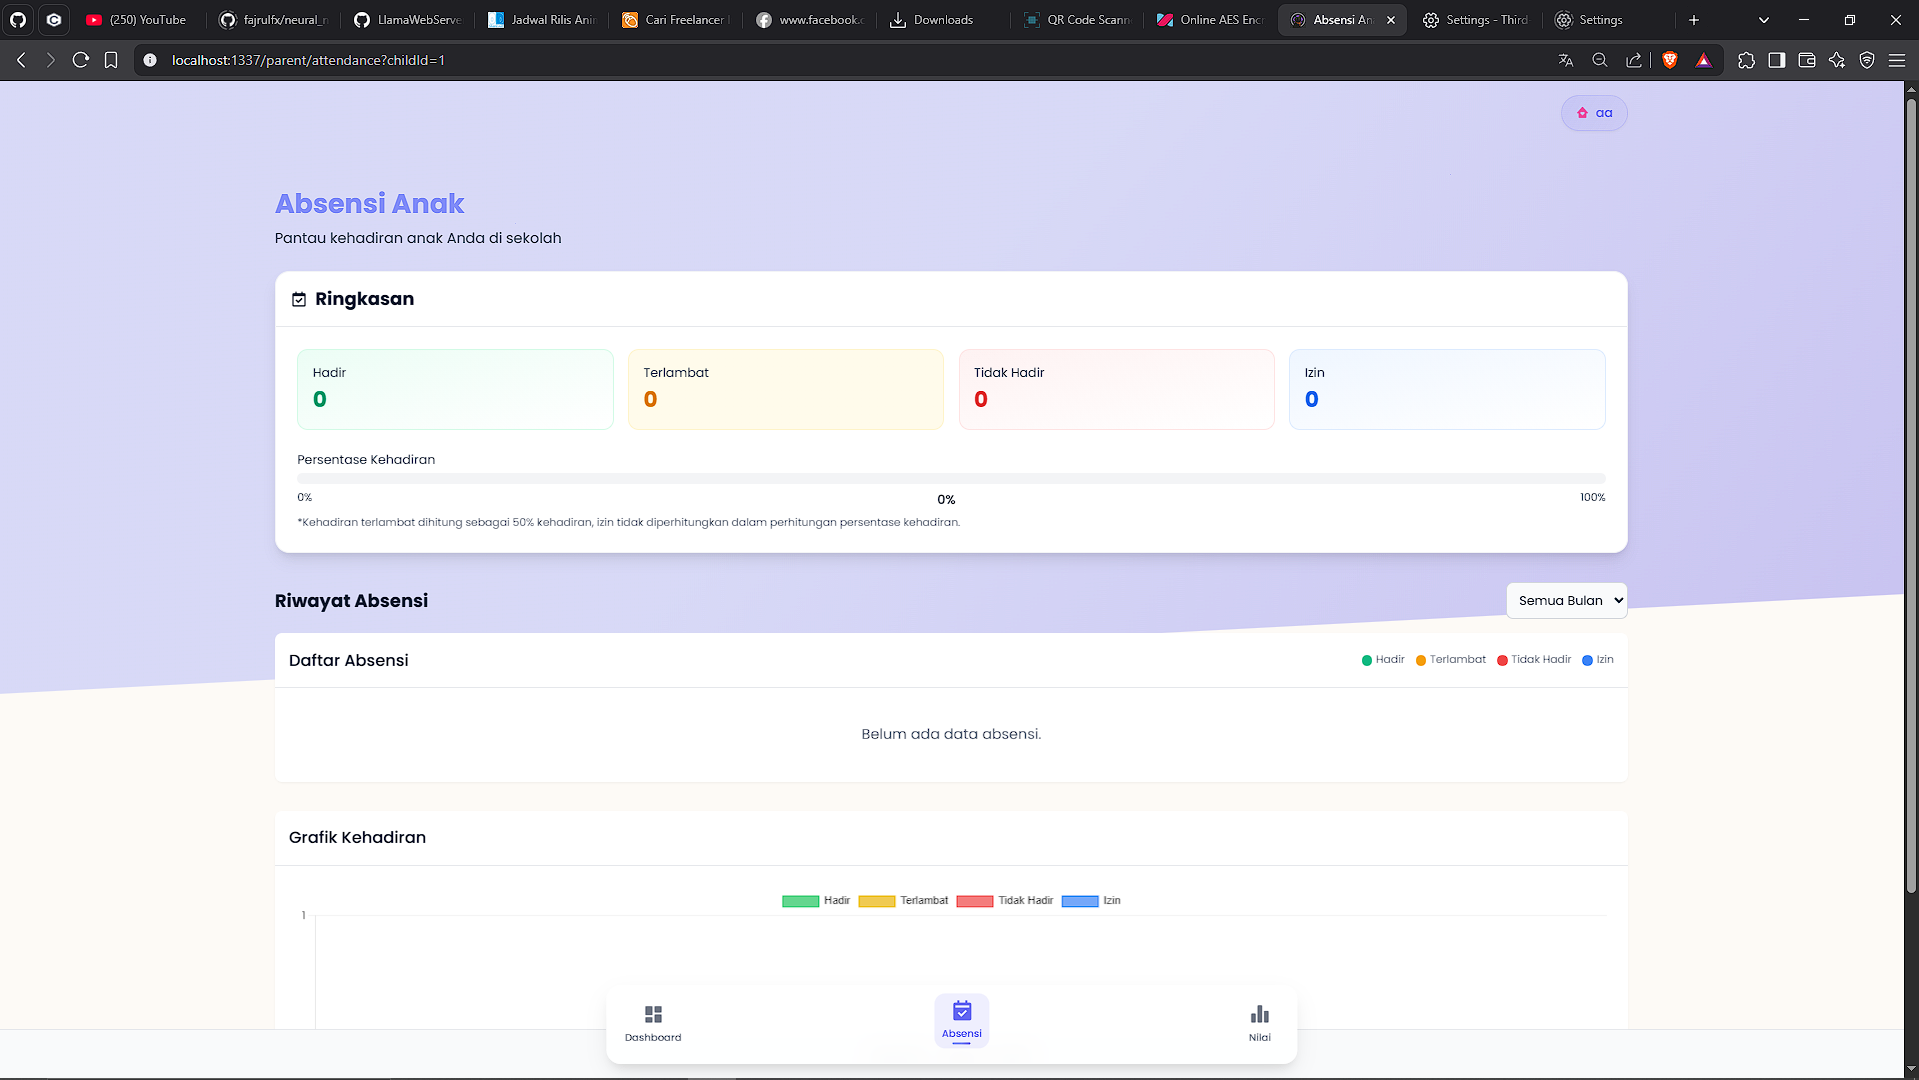 (250) YouTube
fajrulfx/neural_n
LlamaWebServe
Jadwal Rilis Anim
Cari Freelancer
www.facebook.c
Downloads
QR Code Scann
Online AES Enc
Absensi An
Settings - Third
Settings
localhost:1337/parent/attendance?childId=1
aa
Absensi Anak
Pantau kehadiran anak Anda di sekolah
Ringkasan
Hadir
0
Terlambat
0
Tidak Hadir
0
Izin
0
Persentase Kehadiran
0%
0%
100%
*Kehadiran terlambat dihitung sebagai 50% kehadiran, izin tidak diperhitungkan dalam perhitungan persentase kehadiran.
Riwayat Absensi
Semua Bulan
Daftar Absensi
Hadir Terlambat Tidak Hadir Izin
Belum ada data absensi.
Grafik Kehadiran
Hadir Terlambat Tidak Hadir Izin
1
Dashboard
Absensi
Nilai